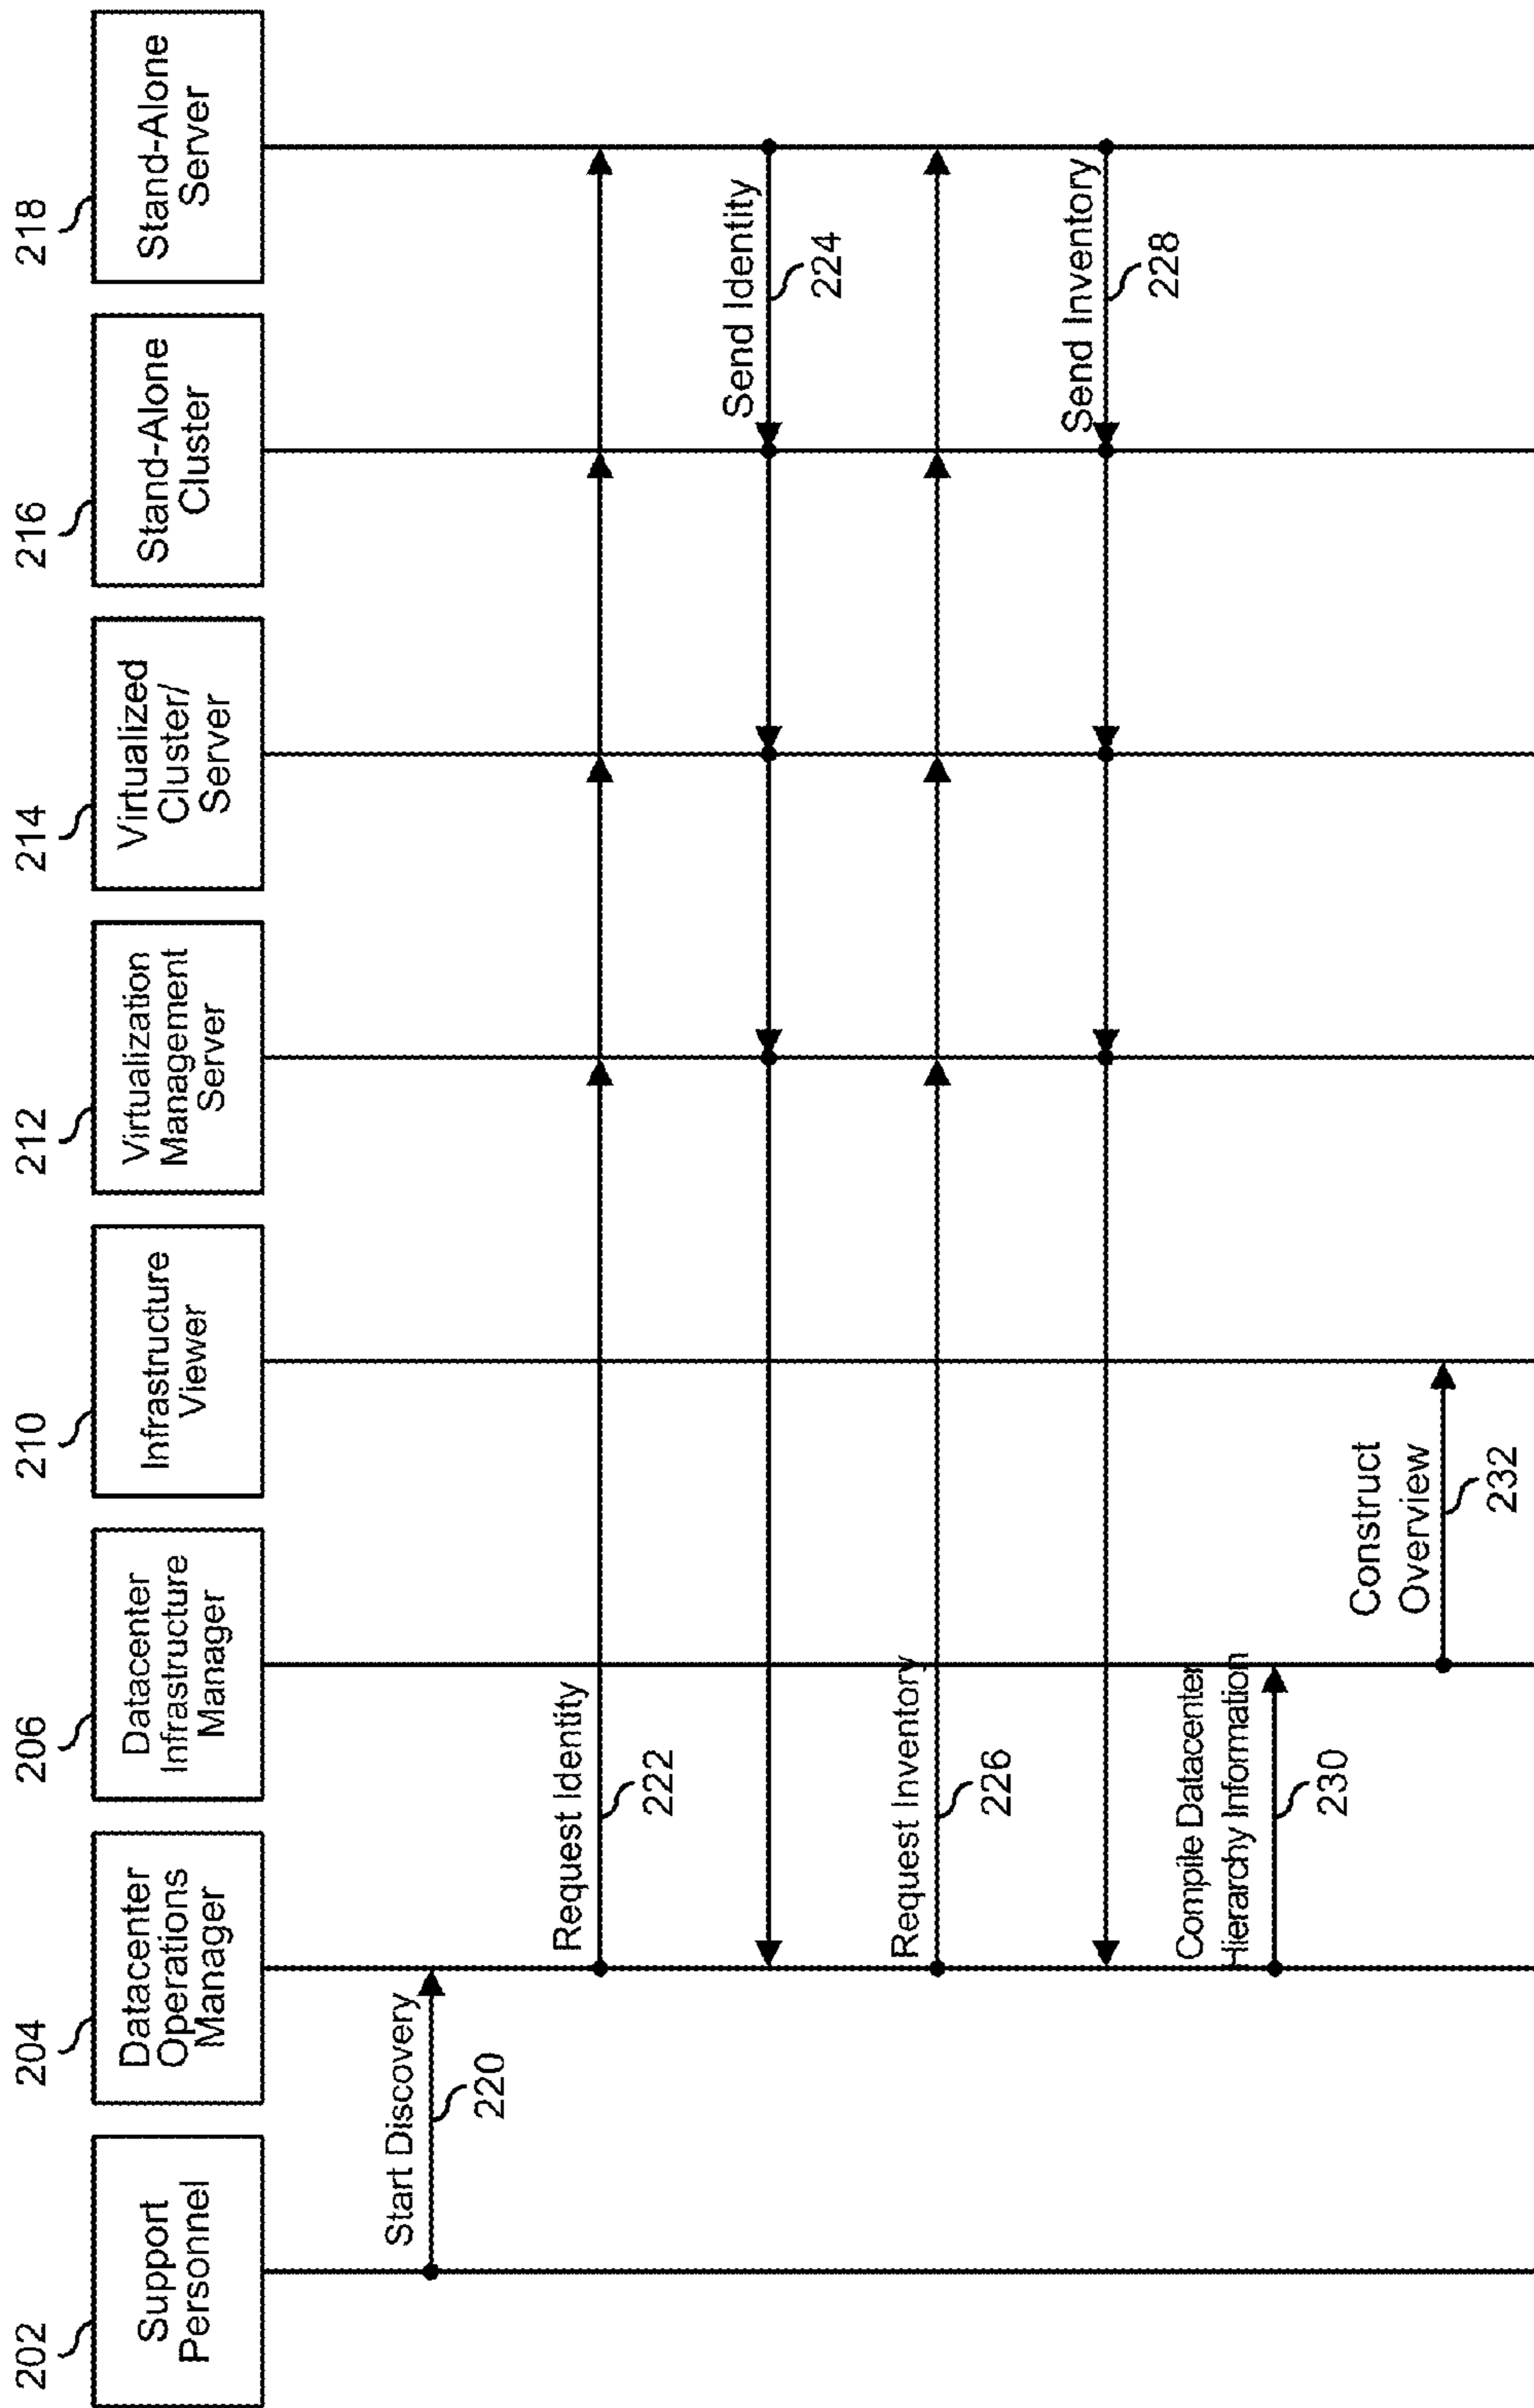 202
Support
Personnel
204
Datacenter
Operations
Manager
206
Datacenter
Infrastructure
Manager
210
Infrastructure
Viewer
212
Virtualization
Management
Server
214
Virtualized
Cluster/
Server
216
Stand-Alone
Cluster
218
Stand-Alone
Server
Start Discovery
220
Request Identity
222
Send Identity
224
Request Inventory
226
Send Inventory
228
Compile Datacenter
Hierarchy Information
230
Construct
Overview
232